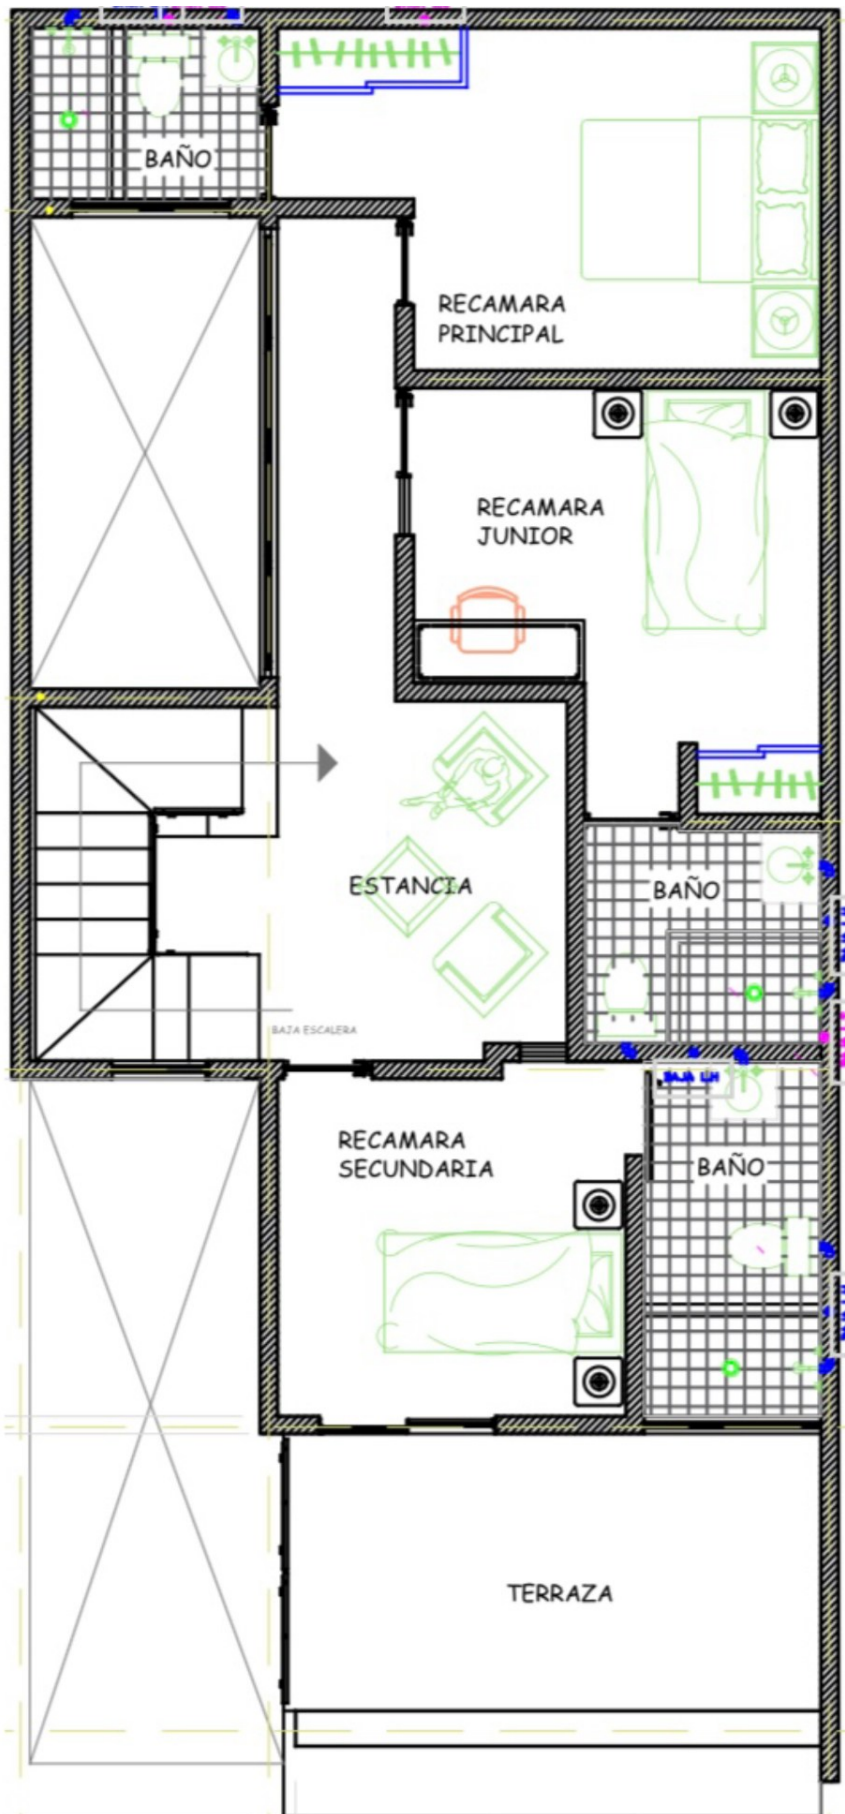 BAÑO
RECAMARA
PRINCIPAL
RECAMARA
JUNIOR
ESTANCIA
BAÑO
BAJA ESCALERA
BAJA LH
RECAMARA
SECUNDARIA
BAÑO
TERRAZA